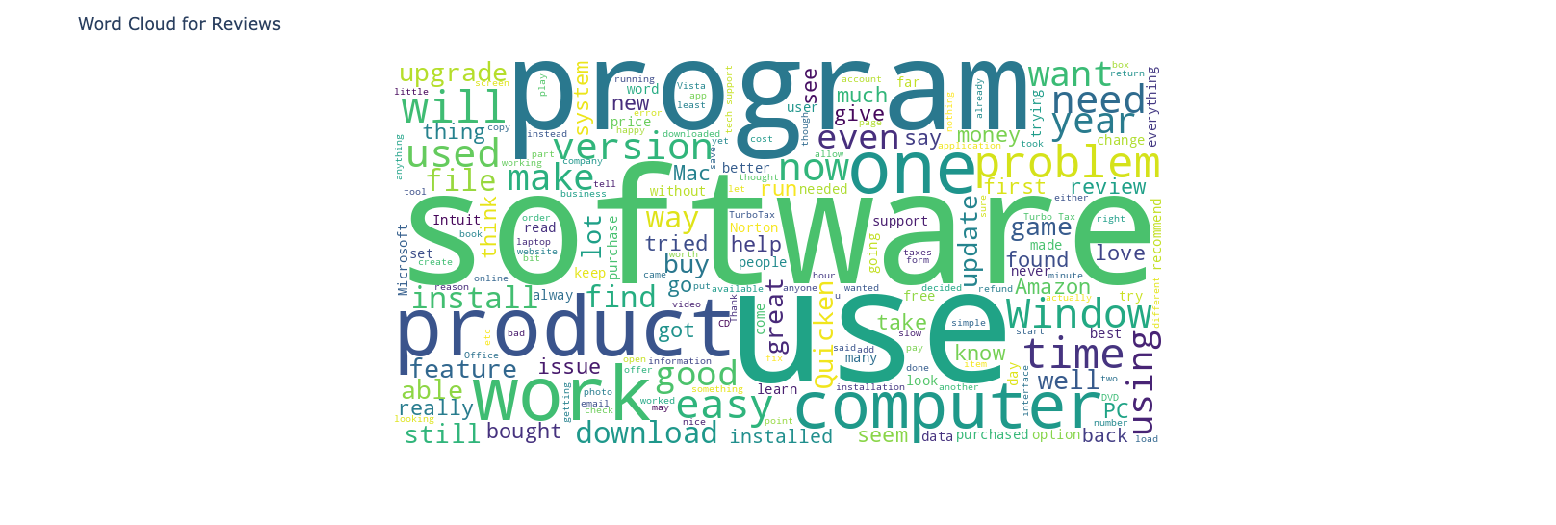 Word Cloud for Reviews
upgrade
screen
program
want
box
return
little
will
play
system
running
word
new
Vista
app
least
tech support
see
account
much
far
give
page
user
though
already
nothing
need
year
trying
everything
thing
copy
instead
error
price
happy
downloaded
yet
save
cost
even
say
application
money
took
change
anything
used
version
part
working
company
file
make
tell
business
Mac
better
thought
without
let
now
allow
run
needed
one
problem
first
sure
review
either
cool
software
Intuit
book
think
order
read
laptop
website
bit
lot
purchase
way
tried
worth
TurboTax
Norton
help
people
support
going
taxes
form
update
Turbo Tax
game
made
found
right
love
never
minute
recommend
different
Microsoft
set
create
online
reason
keep
came
buy
go
put
available
anyone
hour
wanted
u
decided
refund
Amazon
actually
try
install
alway
find
video
Thank
great
come
free
take
simple
Window
start
best
product
etc
bad
CD
got
use
Quicken
slow
said
add
many
pay
know
item
time
using
Office
feature
issue
open
offer
information
fix
done
look
another
day
interface
well
two
able
really
looking
work
getting
photo
email
check
worked
may
good
something
nice
easy
learn
point
installation
computer
DVD
PC
number
still
bought
download
installed
seem
data
purchased
option
back
load